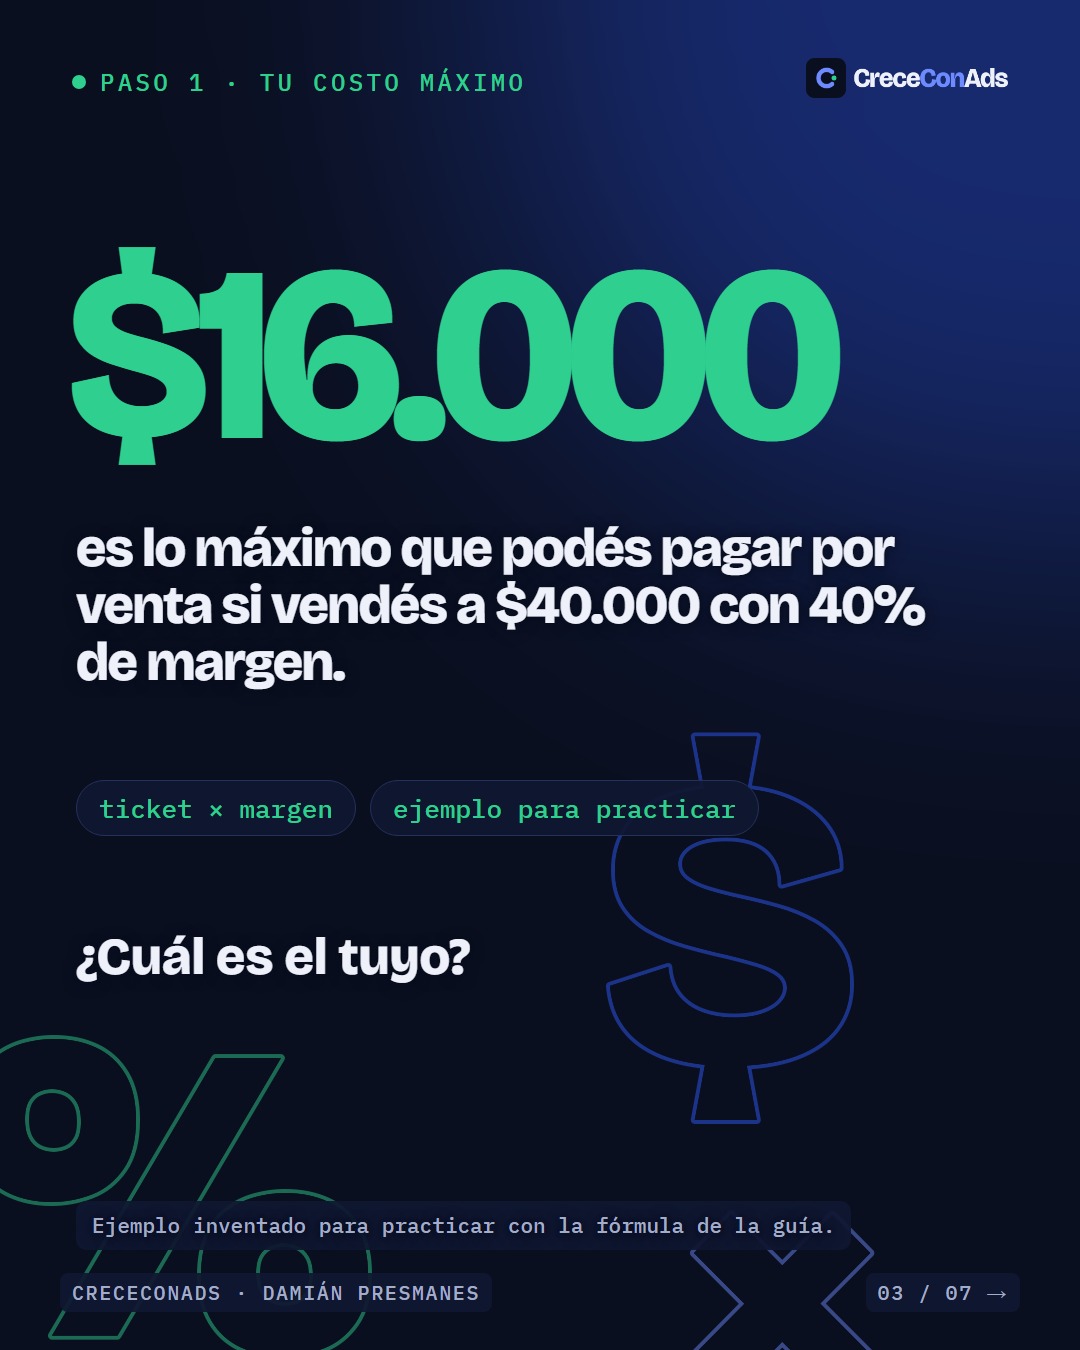 PASO 1 · TU COSTO MÁXIMO
CreceConAds
$16.000
es lo máximo que podés pagar por
venta si vendés a $40.000 con 40%
de margen.
ticket × margen
ejemplo para practicar
$
¿Cuál es el tuyo?
%
Ejemplo inventado para practicar con la fórmula de la guía.
×
CRECECONADS · DAMIÁN PRESMANES
03 / 07 →